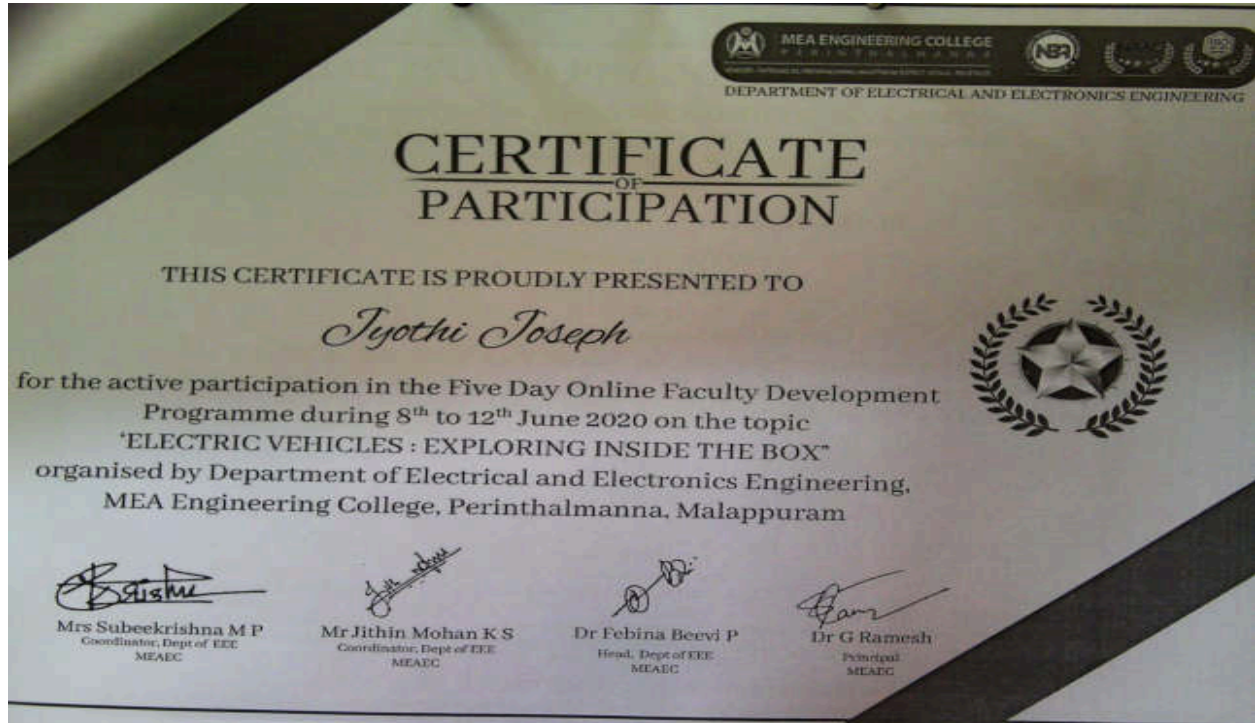 MEA ENGINEERING COLLEGE
PERINTHALMANNA
NBA
DEPARTMENT OF ELECTRICAL AND ELECTRONICS ENGINEERING
CERTIFICATE
OF
PARTICIPATION
THIS CERTIFICATE IS PROUDLY PRESENTED TO
Jyothi Joseph
for the active participation in the Five Day Online Faculty Development
Programme during 8th to 12th June 2020 on the topic
'ELECTRIC VEHICLES : EXPLORING INSIDE THE BOX"
organised by Department of Electrical and Electronics Engineering,
MEA Engineering College, Perinthalmanna, Malappuram
Mrs Subeekrishna M P
Coordinator, Dept of EEE
MEAEC
Mr Jithin Mohan K S
Coordinator, Dept of EEE
MEAEC
Dr Febina Beevi P
Head, Dept of EEE
MEAEC
Dr G Ramesh
Principal
MEAEC